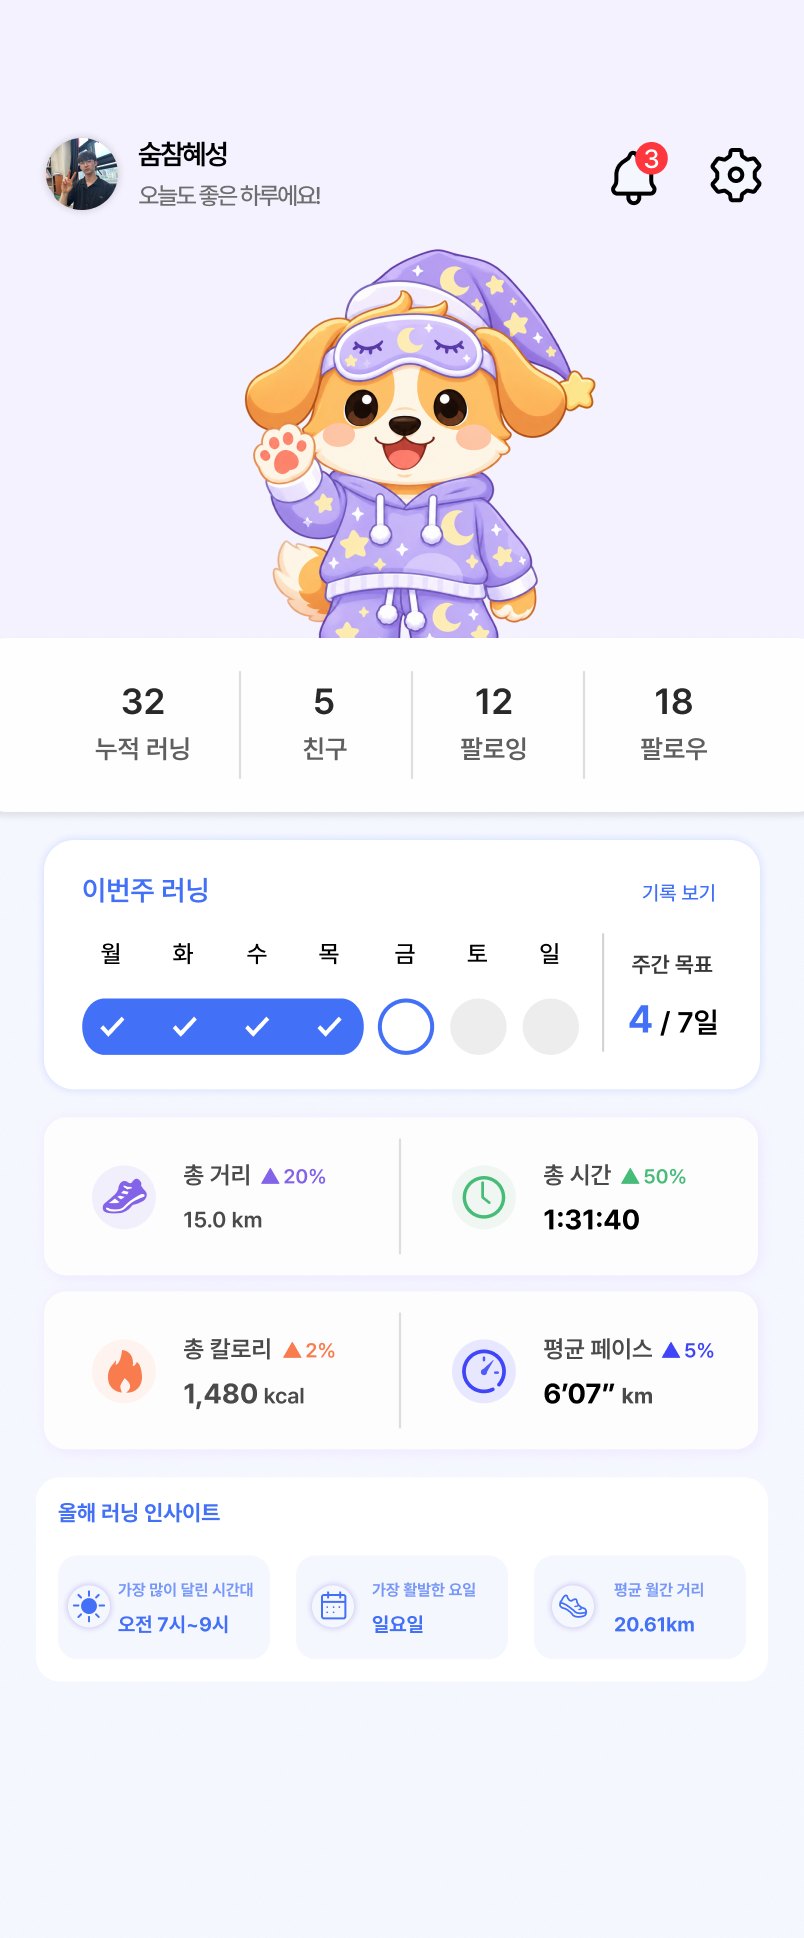 숨참혜성
오늘도 좋은 하루에요!
3
32
누적 러닝
5
친구
12
팔로잉
18
팔로우
이번주 러닝
기록 보기
월 화 수 목 금 토 일
주간 목표
4 / 7일
총 거리 ▲20%
15.0 km
총 시간 ▲50%
1:31:40
총 칼로리 ▲2%
1,480 kcal
평균 페이스 ▲5%
6’07” km
올해 러닝 인사이트
가장 많이 달린 시간대
오전 7시~9시
가장 활발한 요일
일요일
평균 월간 거리
20.61km